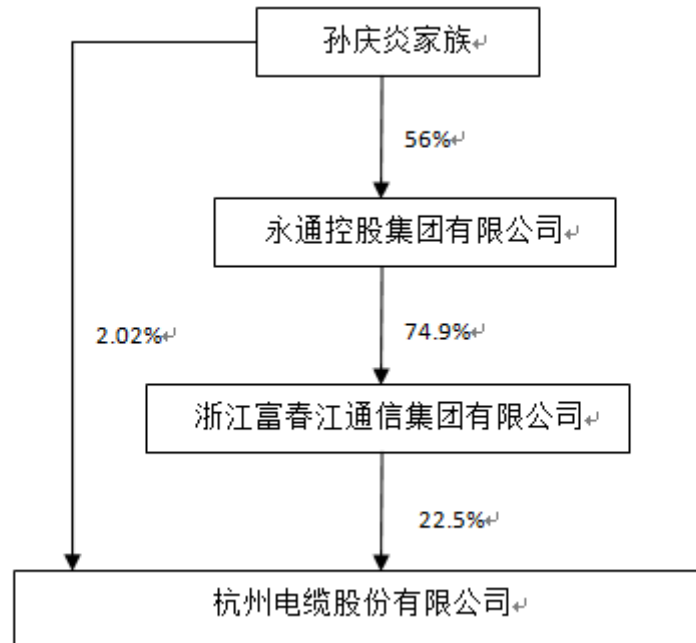 孙庆炎家族
56%
永通控股集团有限公司
2.02%
74.9%
浙江富春江通信集团有限公司
22.5%
杭州电缆股份有限公司